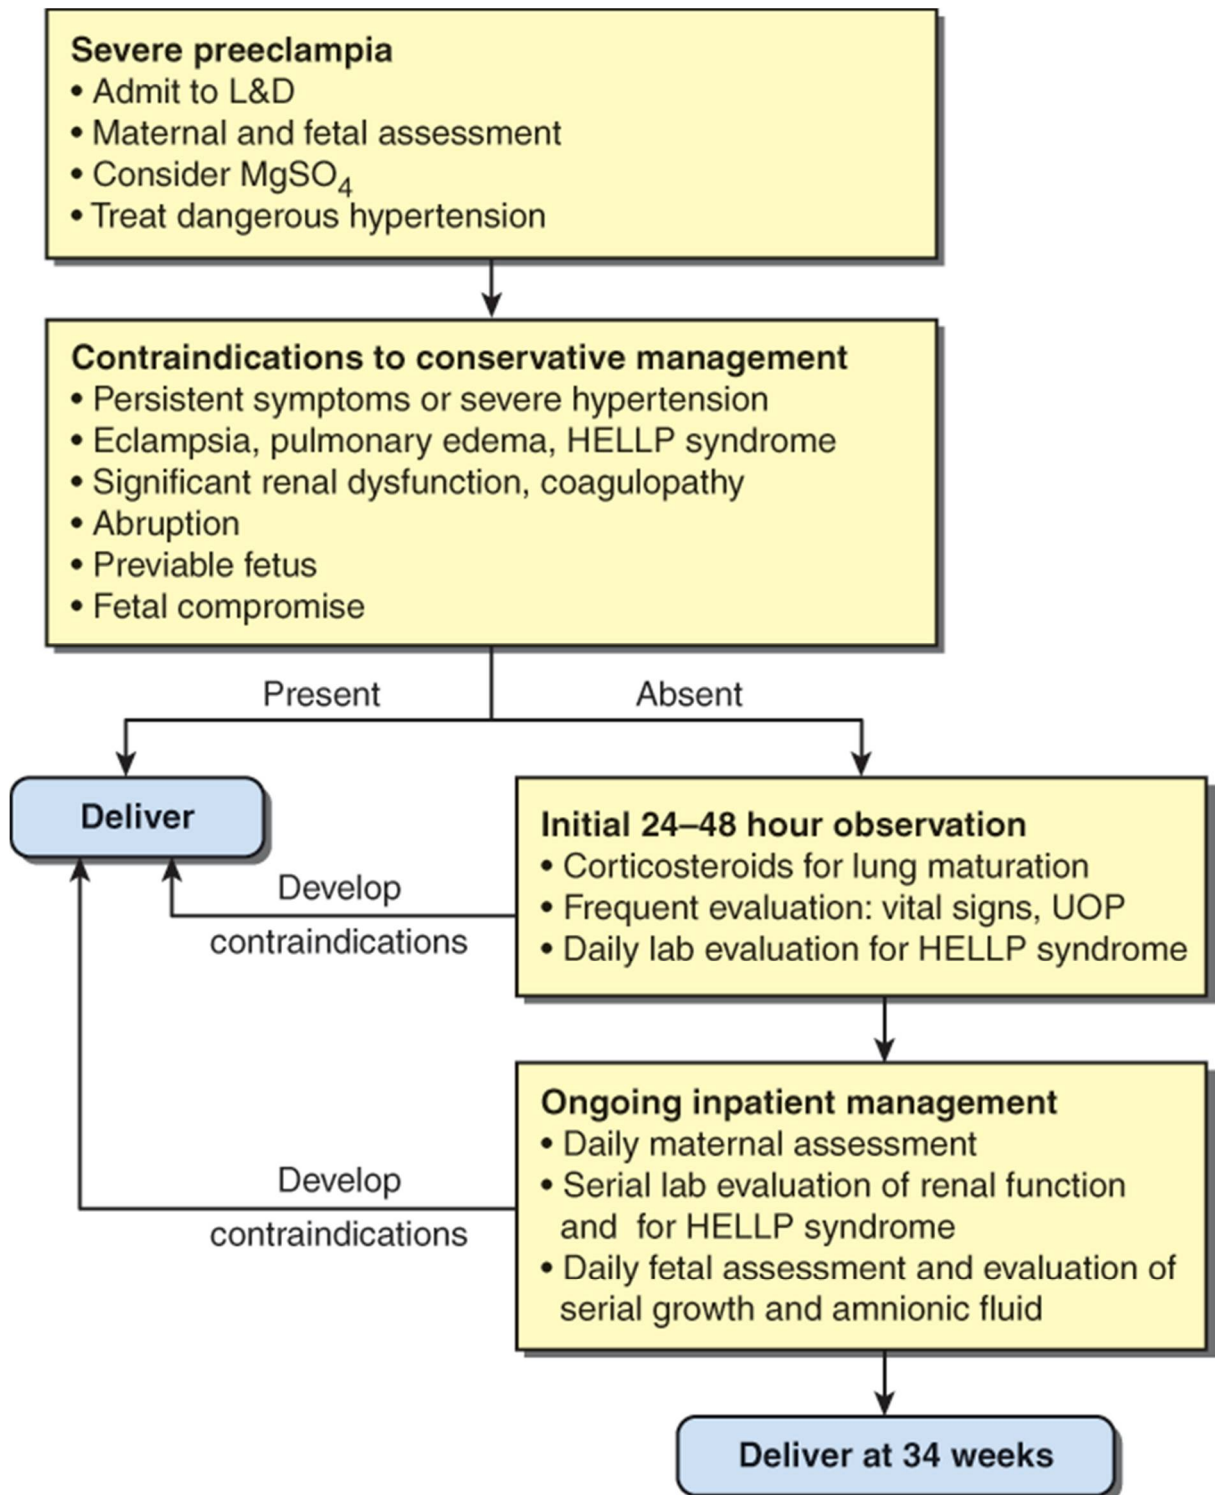 Severe preeclampia
• Admit to L&D
• Maternal and fetal assessment
• Consider MgSO₄
• Treat dangerous hypertension
Contraindications to conservative management
• Persistent symptoms or severe hypertension
• Eclampsia, pulmonary edema, HELLP syndrome
• Significant renal dysfunction, coagulopathy
• Abruption
• Previable fetus
• Fetal compromise
Present
Absent
Deliver
Initial 24–48 hour observation
• Corticosteroids for lung maturation
• Frequent evaluation: vital signs, UOP
• Daily lab evaluation for HELLP syndrome
Develop
contraindications
Ongoing inpatient management
• Daily maternal assessment
• Serial lab evaluation of renal function
and for HELLP syndrome
• Daily fetal assessment and evaluation of
serial growth and amnionic fluid
Develop
contraindications
Deliver at 34 weeks